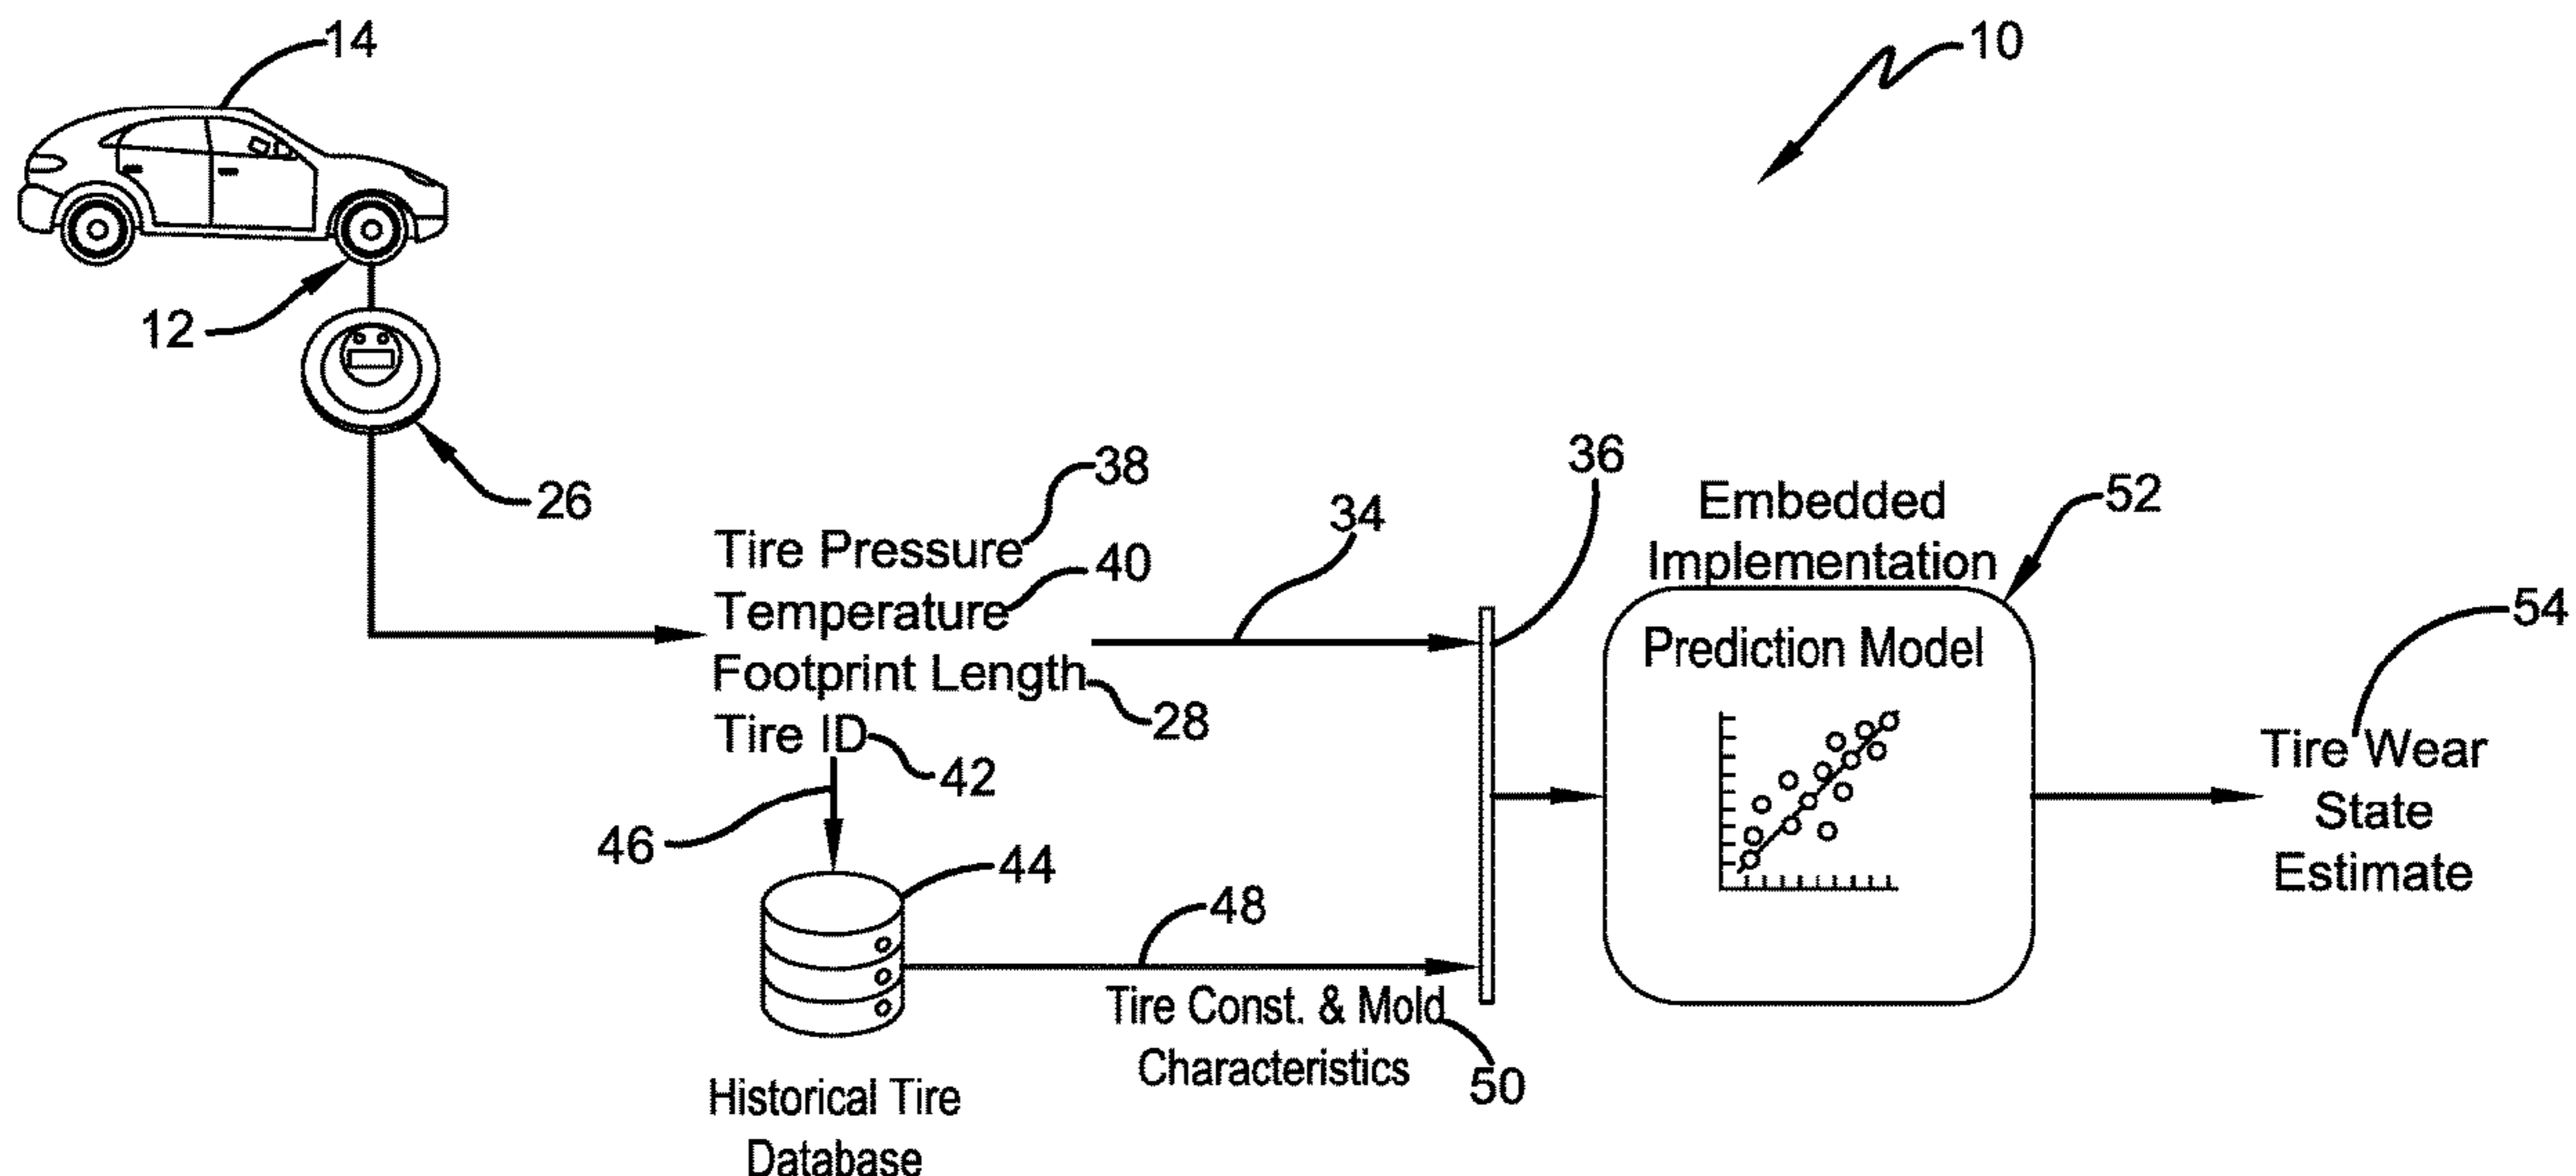 14
10
12
26
38
Tire Pressure
40
Temperature
Footprint Length
28
Tire ID
42
34
36
46
44
48
Historical Tire
Database
Tire Const. & Mold
Characteristics
50
Embedded
Implementation
52
Prediction Model
54
Tire Wear
State
Estimate